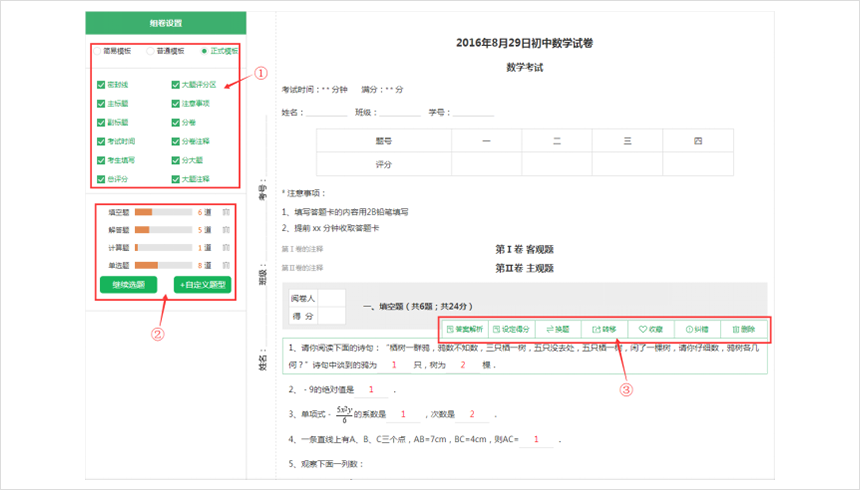 组卷设置
简易模板 普通模板 正式模板
密封线 大题评分区
主标题 注意事项
副标题 分卷
考试时间 分卷注释
考生填写 分大题
总评分 大题注释
①
填空题 6 道
解答题 5 道
计算题 1 道
单选题 8 道
继续选题 +自定义题型
②
考号:
班级:
姓名:
2016年8月29日初中数学试卷
数学考试
考试时间:** 分钟 满分:** 分
姓名:________ 班级:________ 学号:________
题号 一 二 三 四
评分
* 注意事项:
1、填写答题卡的内容用2B铅笔填写
2、提前 xx 分钟收取答题卡
第Ⅰ卷的注释 第Ⅰ卷 客观题
第Ⅱ卷的注释 第Ⅱ卷 主观题
阅卷人
得 分
一、填空题(共6题;共24分)
答案解析 设定得分 换题 转移 收藏 纠错 删除
1、请你阅读下面的诗句:“栖树一群鸦,鸦数不知数,三只栖一树,五只没去处,五只栖一树,闲了一棵树,请你仔细数,鸦树各几
何?”诗句中谈到的鸦为 1 只,树为 2 棵.
③
2、﹣9的绝对值是 1 .
3、单项式﹣5x²y/6的系数是 1 ,次数是 2 .
4、一条直线上有A、B、C三个点,AB=7cm,BC=4cm,则AC= 1 .
5、观察下面一列数: